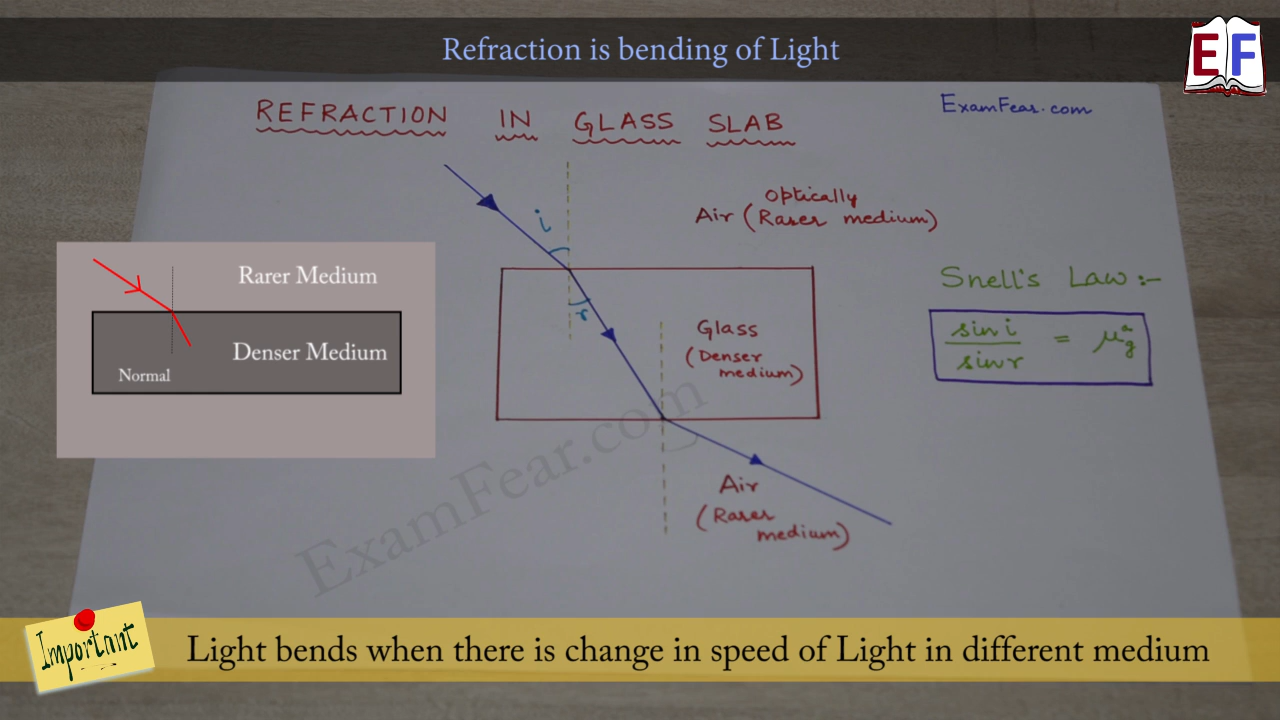 Refraction is bending of Light
EF
REFRACTION IN GLASS SLAB
ExamFear.com
i
Optically
Air (Rarer medium)
r
Glass
(Denser
medium)
Air
(Rarer
medium)
Snell's Law :-
sin i
sin r
= μ a g
Rarer Medium
Denser Medium
Normal
ExamFear.com
Important
Light bends when there is change in speed of Light in different medium